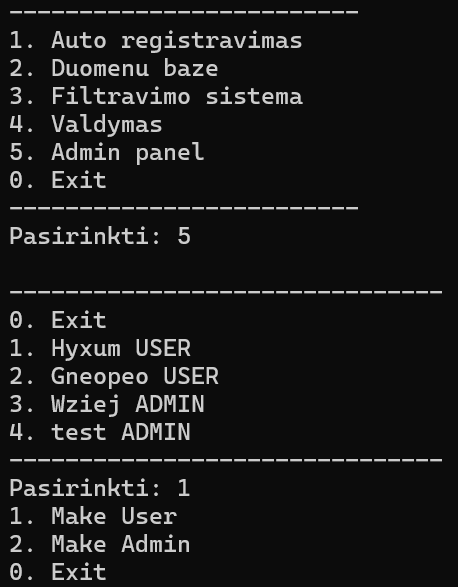 -------------------------
1. Auto registravimas
2. Duomenu baze
3. Filtravimo sistema
4. Valdymas
5. Admin panel
0. Exit
-------------------------
Pasirinkti: 5
-------------------------------
0. Exit
1. Hyxum USER
2. Gneopeo USER
3. Wziej ADMIN
4. test ADMIN
-------------------------------
Pasirinkti: 1
1. Make User
2. Make Admin
0. Exit